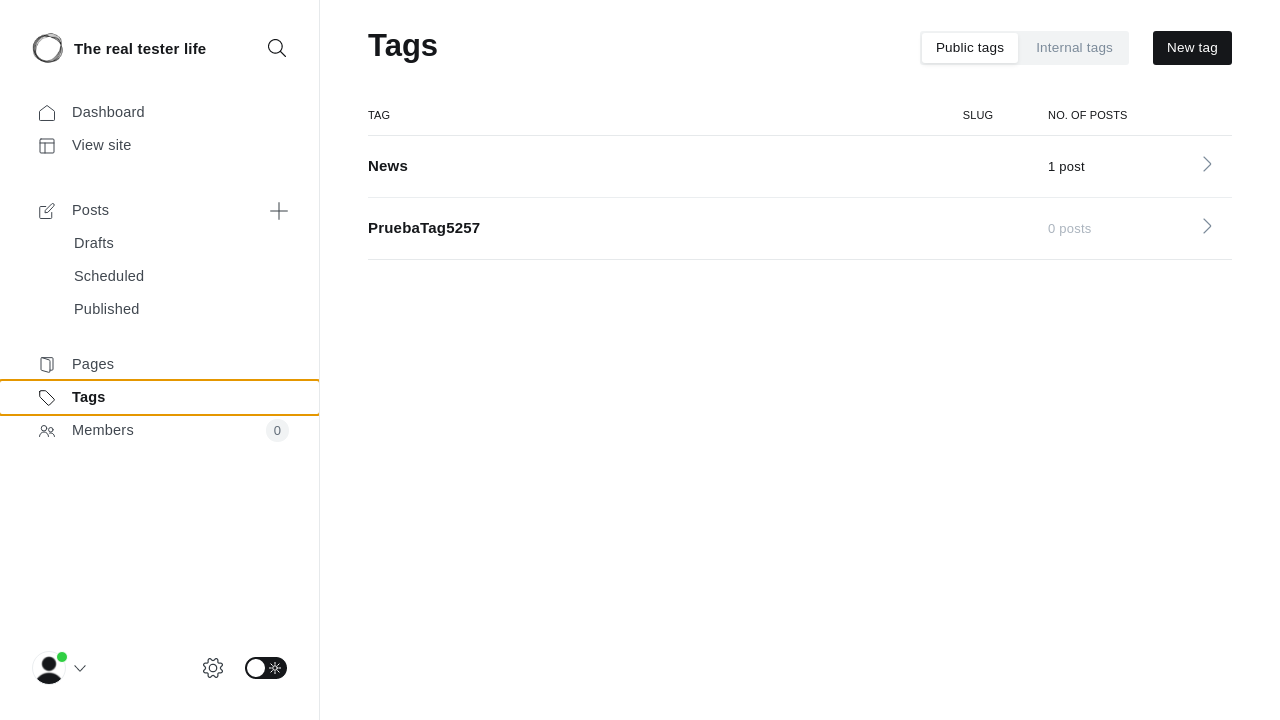 The real tester life
Dashboard
View site
Posts
Drafts
Scheduled
Published
Pages
Tags
Members
0
Tags
Public tags
Internal tags
New tag
TAG
SLUG
NO. OF POSTS
News
1 post
PruebaTag5257
0 posts